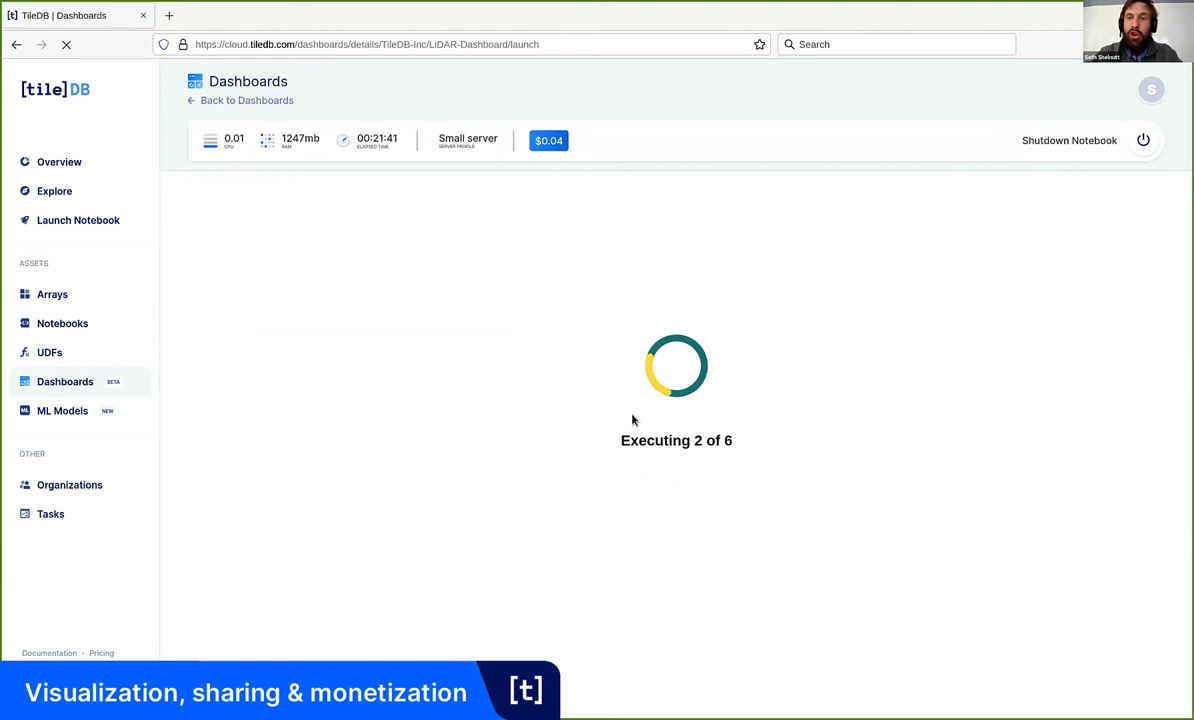 [t] TileDB | Dashboards
https://cloud.tiledb.com/dashboards/details/TileDB-Inc/LiDAR-Dashboard/launch
Search
Seth Shelnutt
[tile]DB
Dashboards
Back to Dashboards
S
0.01
CPU
1247mb
RAM
00:21:41
ELAPSED TIME
Small server
SERVER PROFILE
$0.04
Shutdown Notebook
Overview
Explore
Launch Notebook
ASSETS
Arrays
Notebooks
UDFs
Dashboards BETA
ML Models NEW
OTHER
Organizations
Tasks
Executing 2 of 6
Documentation · Pricing
Visualization, sharing & monetization
[t]